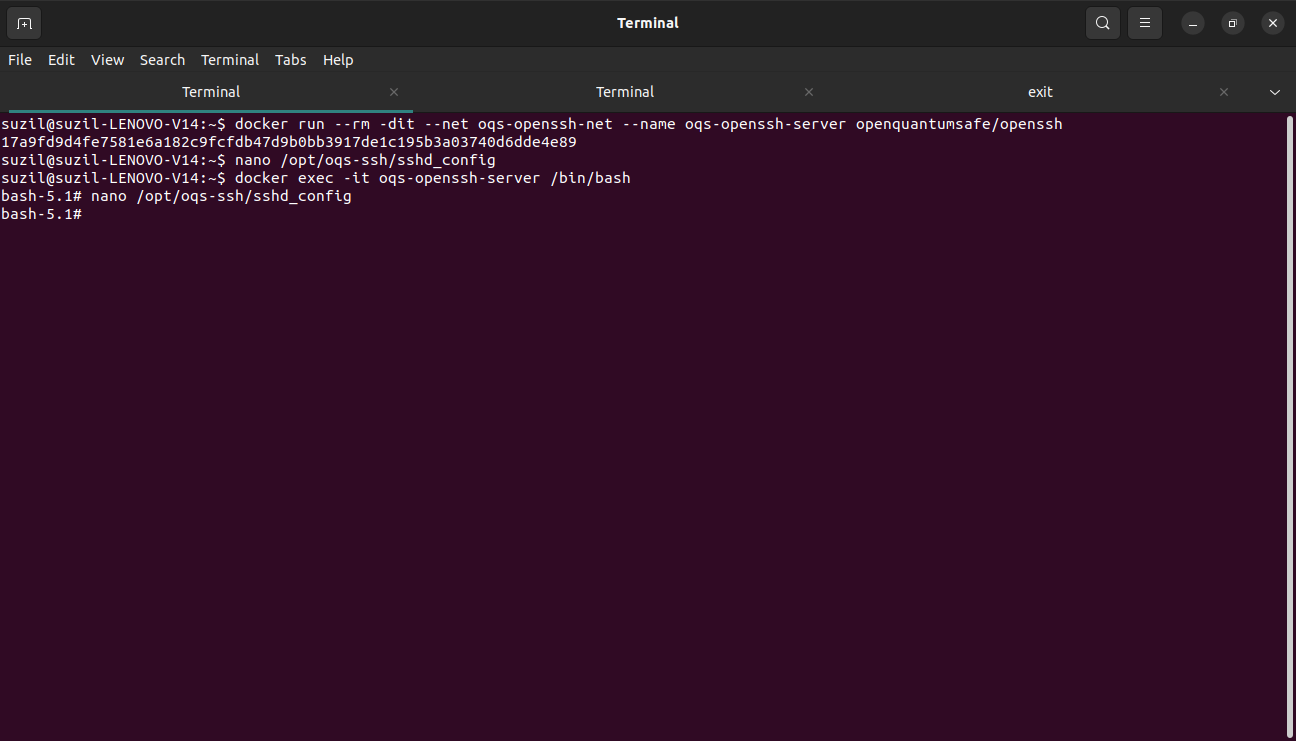 Terminal
File Edit View Search Terminal Tabs Help
Terminal Terminal exit
suzil@suzil-LENOVO-V14:~$ docker run --rm -dit --net oqs-openssh-net --name oqs-openssh-server openquantumsafe/openssh
17a9fd9d4fe7581e6a182c9fcfdb47d9b0bb3917de1c195b3a03740d6dde4e89
suzil@suzil-LENOVO-V14:~$ nano /opt/oqs-ssh/sshd_config
suzil@suzil-LENOVO-V14:~$ docker exec -it oqs-openssh-server /bin/bash
bash-5.1# nano /opt/oqs-ssh/sshd_config
bash-5.1#